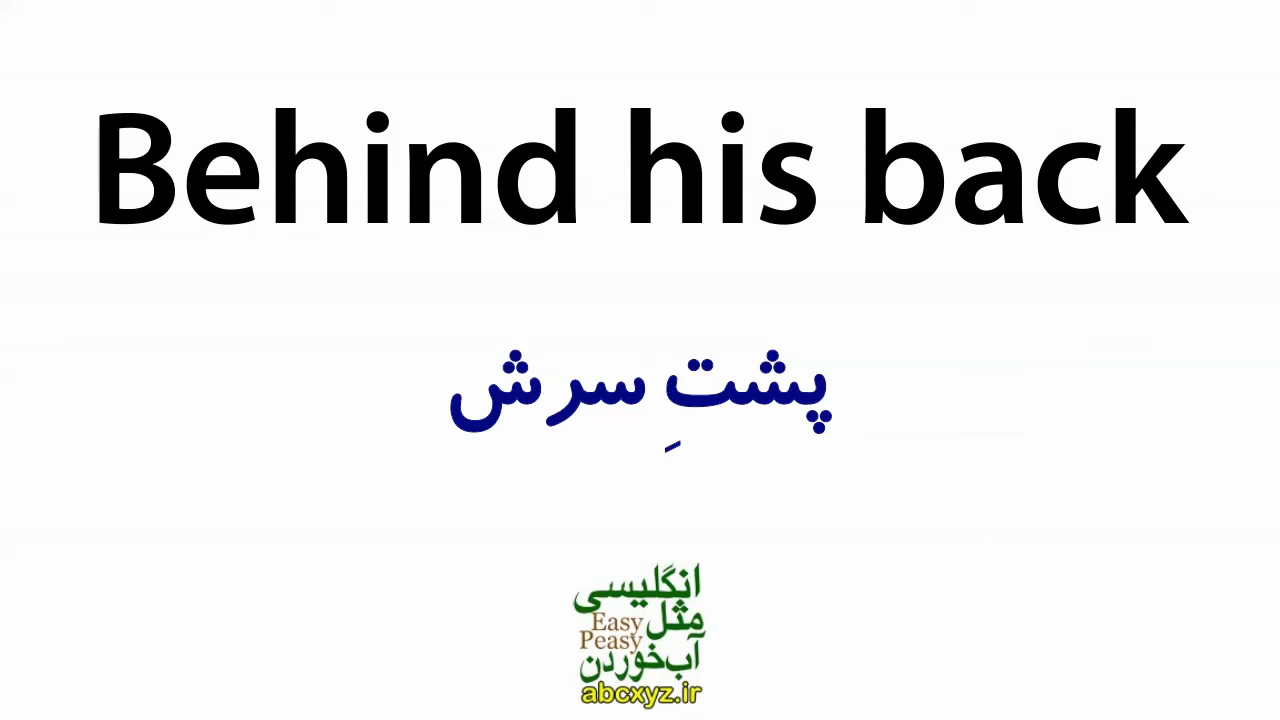 Behind his back
پشتِ سرش
انگلیسی
مثل
Easy
Peasy
آب‌خوردن
abcxyz.ir